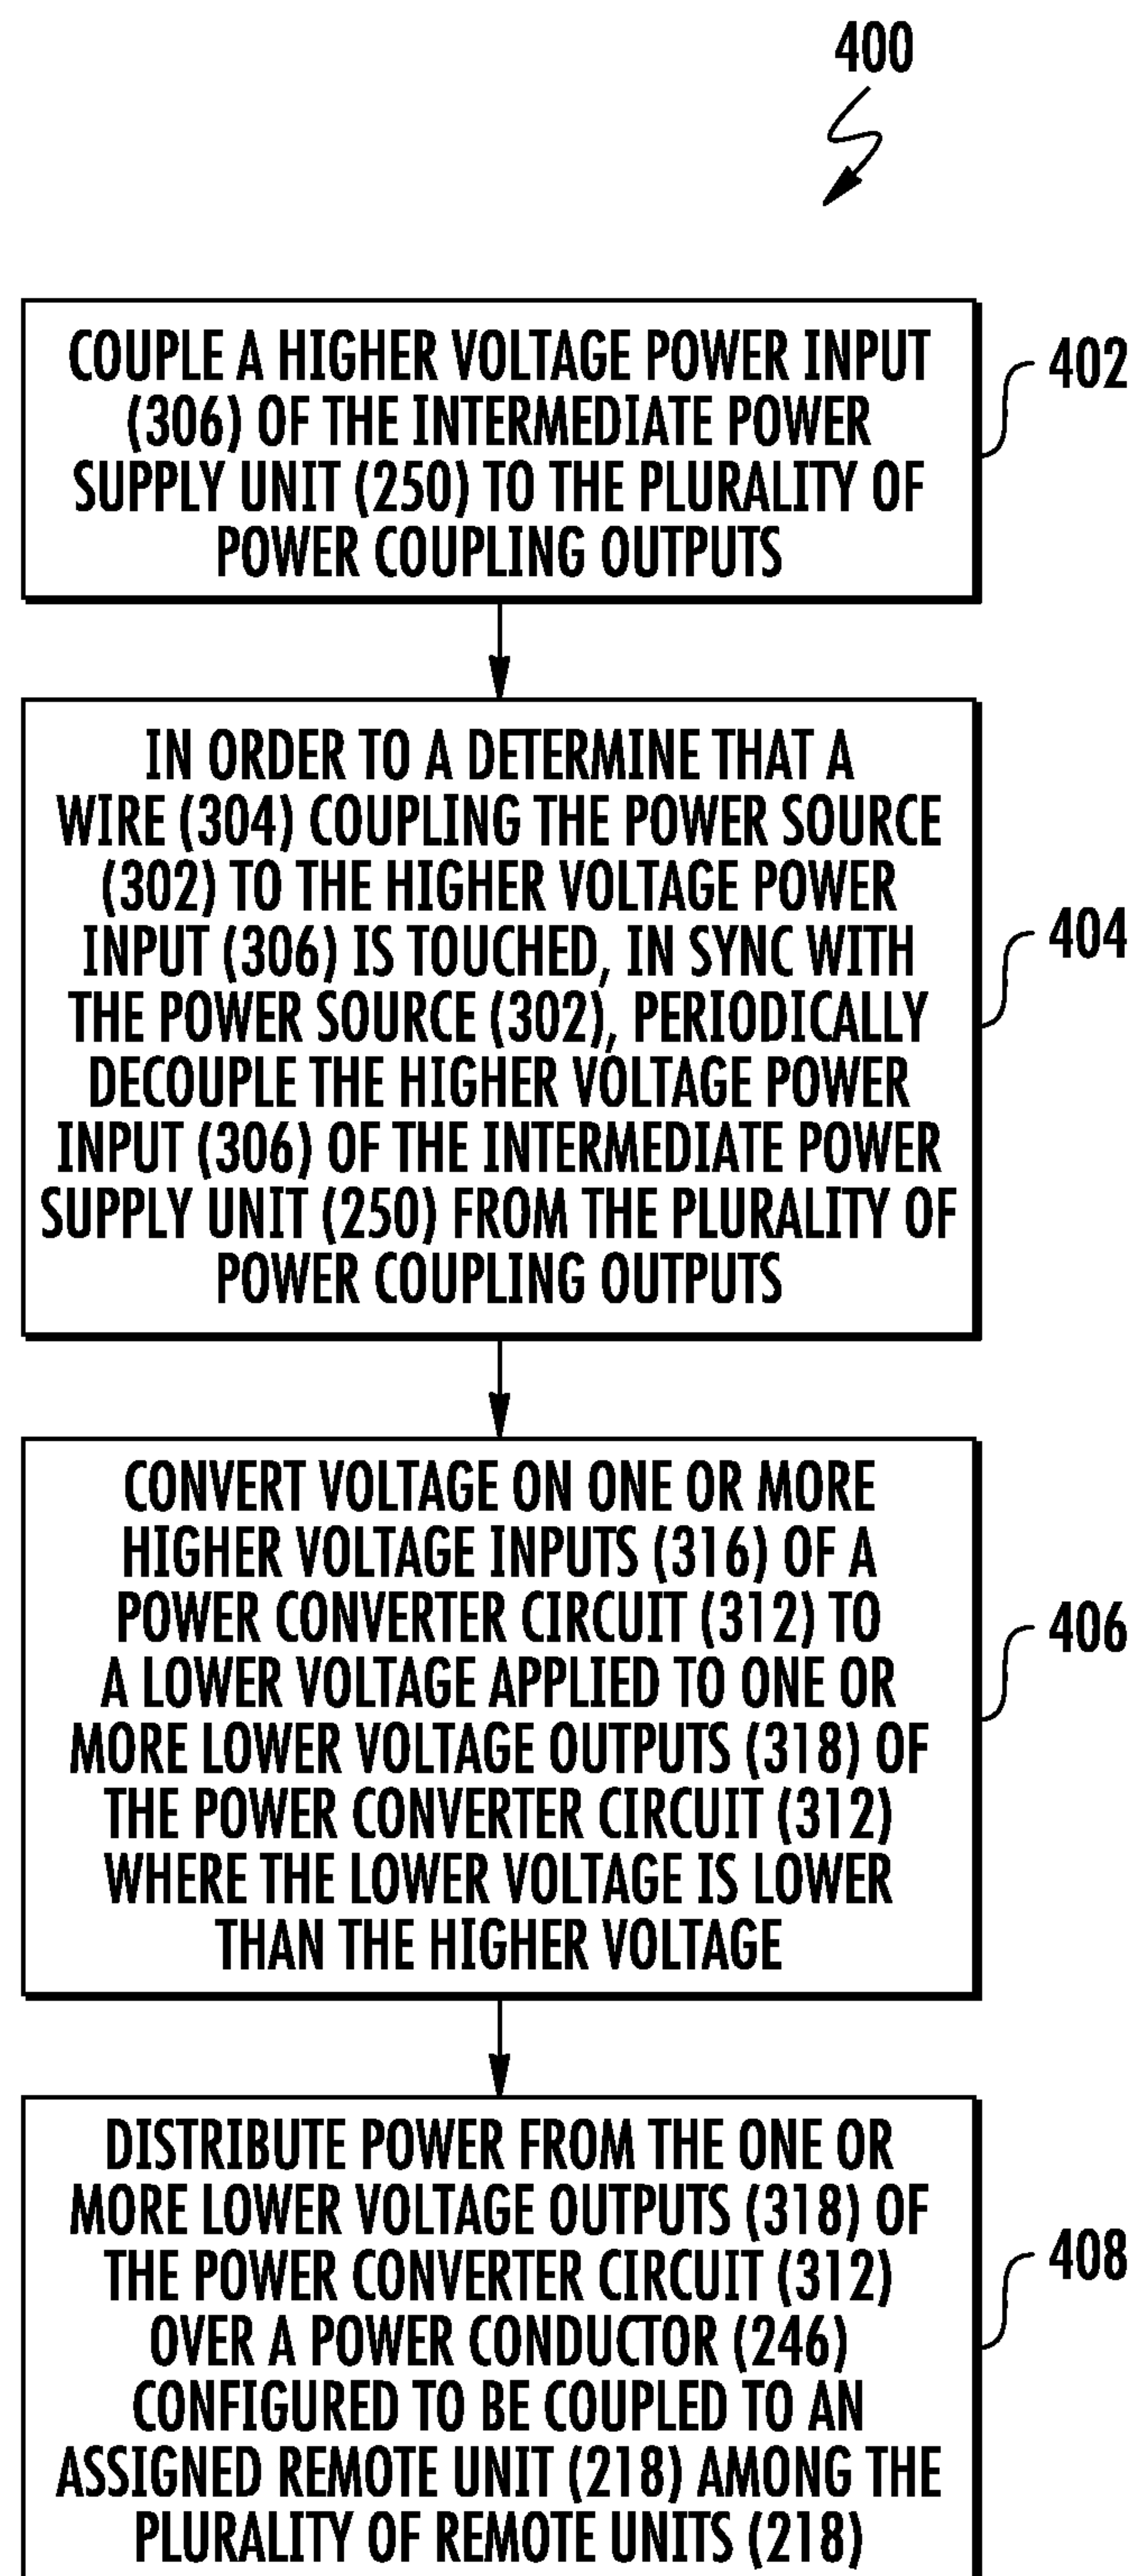 400
COUPLE A HIGHER VOLTAGE POWER INPUT
(306) OF THE INTERMEDIATE POWER
SUPPLY UNIT (250) TO THE PLURALITY OF
POWER COUPLING OUTPUTS
402
IN ORDER TO A DETERMINE THAT A
WIRE (304) COUPLING THE POWER SOURCE
(302) TO THE HIGHER VOLTAGE POWER
INPUT (306) IS TOUCHED, IN SYNC WITH
THE POWER SOURCE (302), PERIODICALLY
DECOUPLE THE HIGHER VOLTAGE POWER
INPUT (306) OF THE INTERMEDIATE POWER
SUPPLY UNIT (250) FROM THE PLURALITY OF
POWER COUPLING OUTPUTS
404
CONVERT VOLTAGE ON ONE OR MORE
HIGHER VOLTAGE INPUTS (316) OF A
POWER CONVERTER CIRCUIT (312) TO
A LOWER VOLTAGE APPLIED TO ONE OR
MORE LOWER VOLTAGE OUTPUTS (318) OF
THE POWER CONVERTER CIRCUIT (312)
WHERE THE LOWER VOLTAGE IS LOWER
THAN THE HIGHER VOLTAGE
406
DISTRIBUTE POWER FROM THE ONE OR
MORE LOWER VOLTAGE OUTPUTS (318) OF
THE POWER CONVERTER CIRCUIT (312)
OVER A POWER CONDUCTOR (246)
CONFIGURED TO BE COUPLED TO AN
ASSIGNED REMOTE UNIT (218) AMONG THE
PLURALITY OF REMOTE UNITS (218)
408